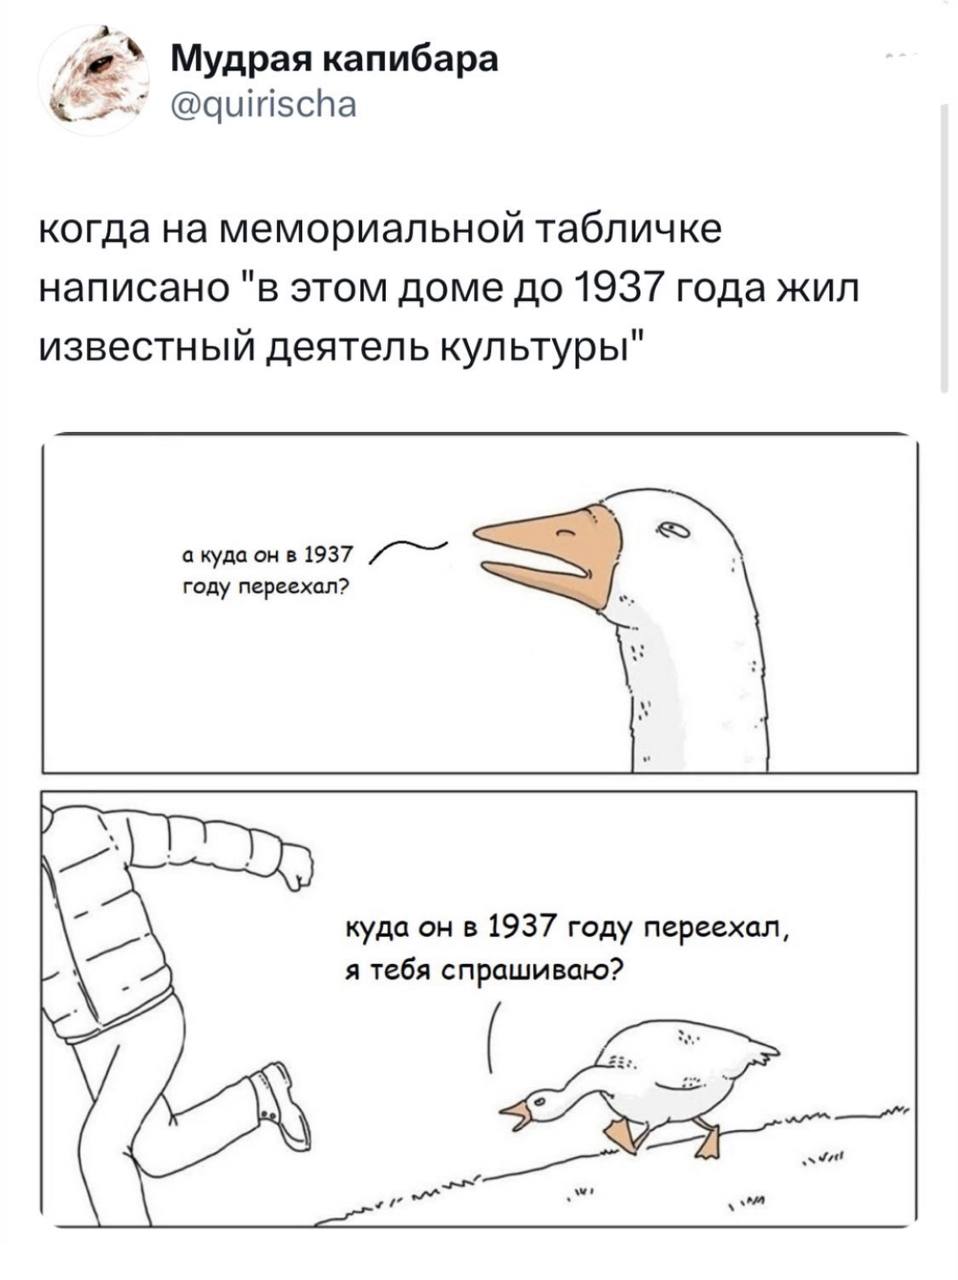 Мудрая капибара
@quirischa
когда на мемориальной табличке
написано "в этом доме до 1937 года жил
известный деятель культуры"
а куда он в 1937
году переехал?
куда он в 1937 году переехал,
я тебя спрашиваю?